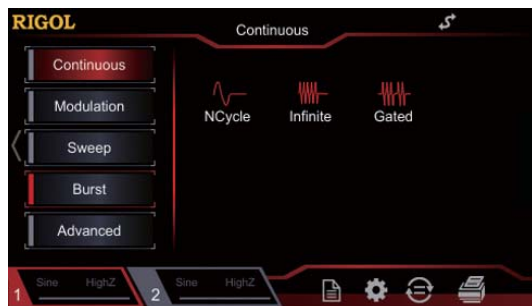 RIGOL
Continuous
Continuous
Modulation
Sweep
Burst
Advanced
NCycle
Infinite
Gated
1
Sine
HighZ
2
Sine
HighZ